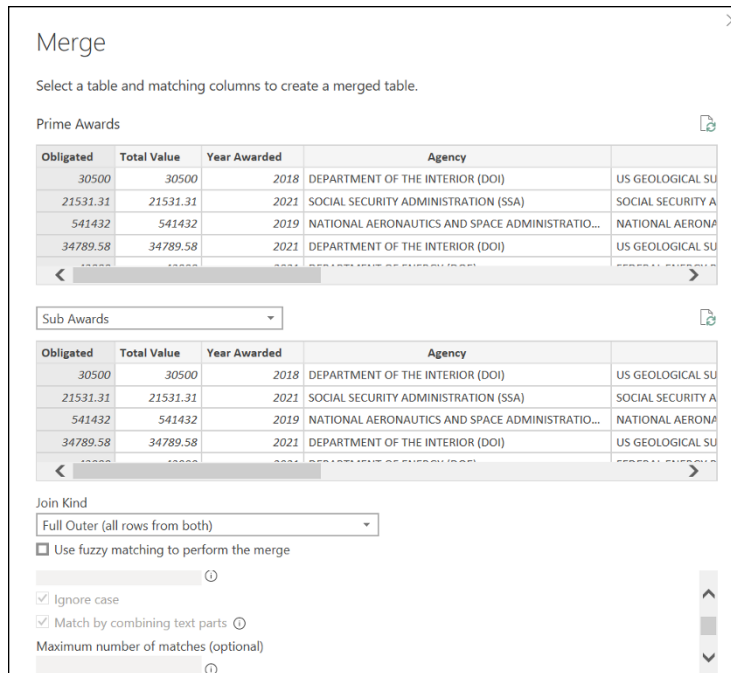 Merge
Select a table and matching columns to create a merged table.
Prime Awards
Obligated Total Value Year Awarded Agency
30500 30500 2018 DEPARTMENT OF THE INTERIOR (DOI) US GEOLOGICAL SU
21531.31 21531.31 2021 SOCIAL SECURITY ADMINISTRATION (SSA) SOCIAL SECURITY A
541432 541432 2019 NATIONAL AERONAUTICS AND SPACE ADMINISTRATIO... NATIONAL AERONA
34789.58 34789.58 2021 DEPARTMENT OF THE INTERIOR (DOI) US GEOLOGICAL SU
Sub Awards
Obligated Total Value Year Awarded Agency
30500 30500 2018 DEPARTMENT OF THE INTERIOR (DOI) US GEOLOGICAL SU
21531.31 21531.31 2021 SOCIAL SECURITY ADMINISTRATION (SSA) SOCIAL SECURITY A
541432 541432 2019 NATIONAL AERONAUTICS AND SPACE ADMINISTRATIO... NATIONAL AERONA
34789.58 34789.58 2021 DEPARTMENT OF THE INTERIOR (DOI) US GEOLOGICAL SU
Join Kind
Full Outer (all rows from both)
Use fuzzy matching to perform the merge
Ignore case
Match by combining text parts
Maximum number of matches (optional)